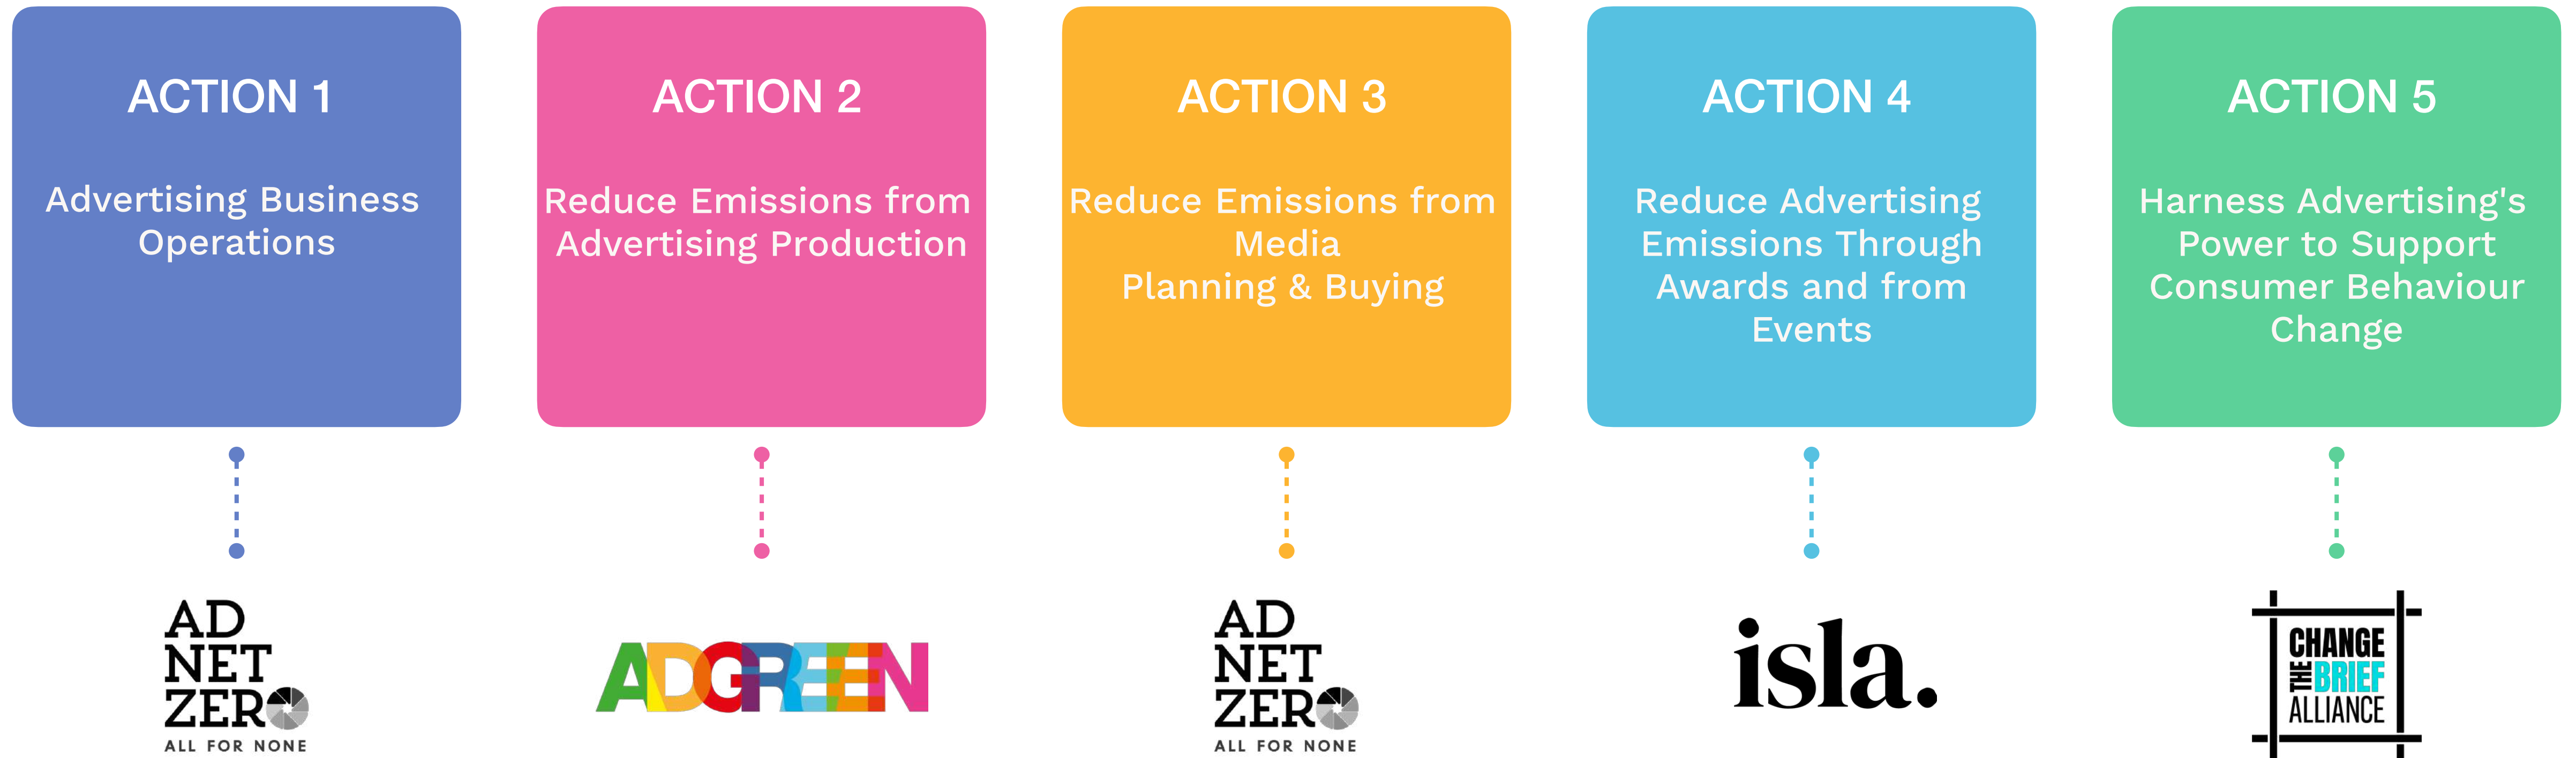 ACTION 1
Advertising Business
Operations
ACTION 2
Reduce Emissions from
Advertising Production
ACTION 3
Reduce Emissions from
Media
Planning & Buying
ACTION 4
Reduce Advertising
Emissions Through
Awards and from
Events
ACTION 5
Harness Advertising's
Power to Support
Consumer Behaviour
Change
AD
NET
ZERO
ALL FOR NONE
ADGREEN
AD
NET
ZERO
ALL FOR NONE
isla.
CHANGE
THE BRIEF
ALLIANCE